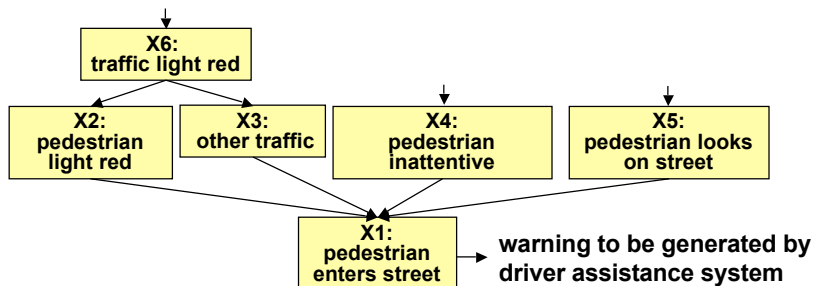 X6:
traffic light red
X2:
pedestrian
light red
X3:
other traffic
X4:
pedestrian
inattentive
X5:
pedestrian looks
on street
X1:
pedestrian
enters street
warning to be generated by
driver assistance system